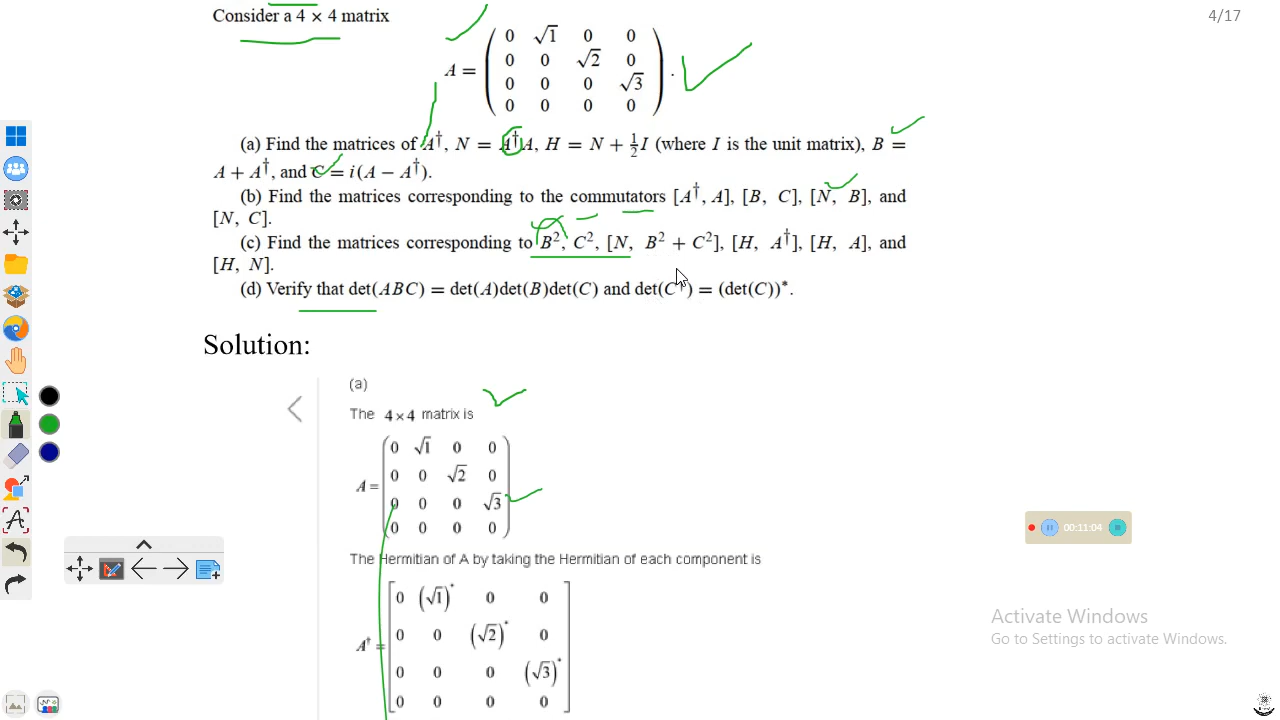 Consider a 4 × 4 matrix
4/17
A = ( 0 √1 0 0
0 0 √2 0
0 0 0 √3
0 0 0 0 ) .
(a) Find the matrices of A†, N = A†A, H = N + ½I (where I is the unit matrix), B =
A + A†, and C = i(A − A†).
(b) Find the matrices corresponding to the commutators [A†, A], [B, C], [N, B], and
[N, C].
(c) Find the matrices corresponding to B², C², [N, B² + C²], [H, A†], [H, A], and
[H, N].
(d) Verify that det(ABC) = det(A)det(B)det(C) and det(C†) = (det(C))*.
Solution:
(a)
The 4×4 matrix is
A = ( 0 √1 0 0
0 0 √2 0
0 0 0 √3
0 0 0 0 )
00:11:04
The Hermitian of A by taking the Hermitian of each component is
A† = [ 0 (√1)* 0 0
0 0 (√2)* 0
0 0 0 (√3)*
0 0 0 0 ]
Activate Windows
Go to Settings to activate Windows.